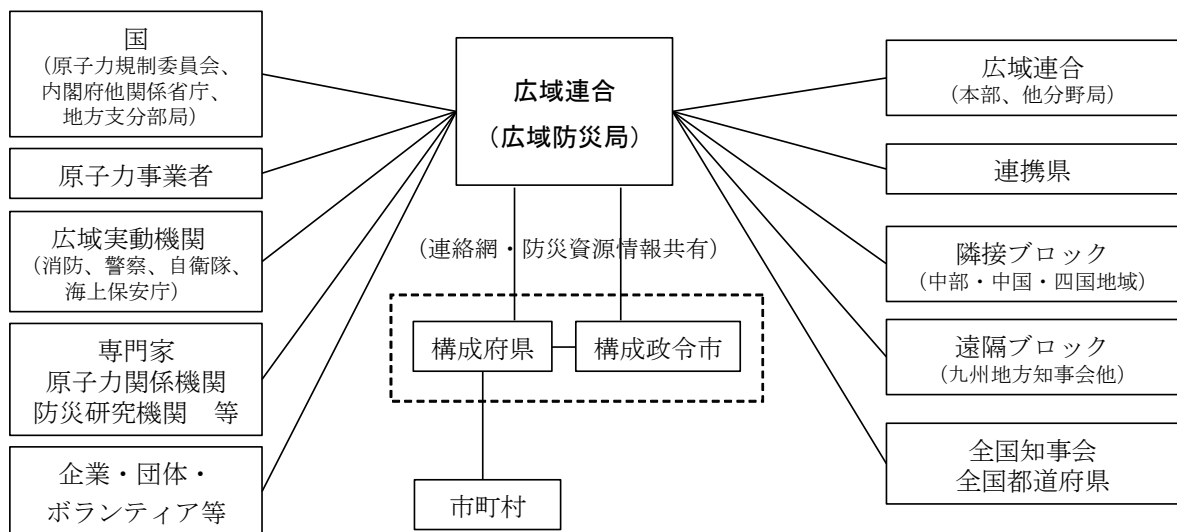 国
（原子力規制委員会、
内閣府他関係省庁、
地方支分部局）
原子力事業者
広域実動機関
（消防、警察、自衛隊、
海上保安庁）
専門家
原子力関係機関
防災研究機関　等
企業・団体・
ボランティア等
広域連合
（広域防災局）
（連絡網・防災資源情報共有）
構成府県
構成政令市
市町村
広域連合
（本部、他分野局）
連携県
隣接ブロック
（中部・中国・四国地域）
遠隔ブロック
（九州地方知事会他）
全国知事会
全国都道府県